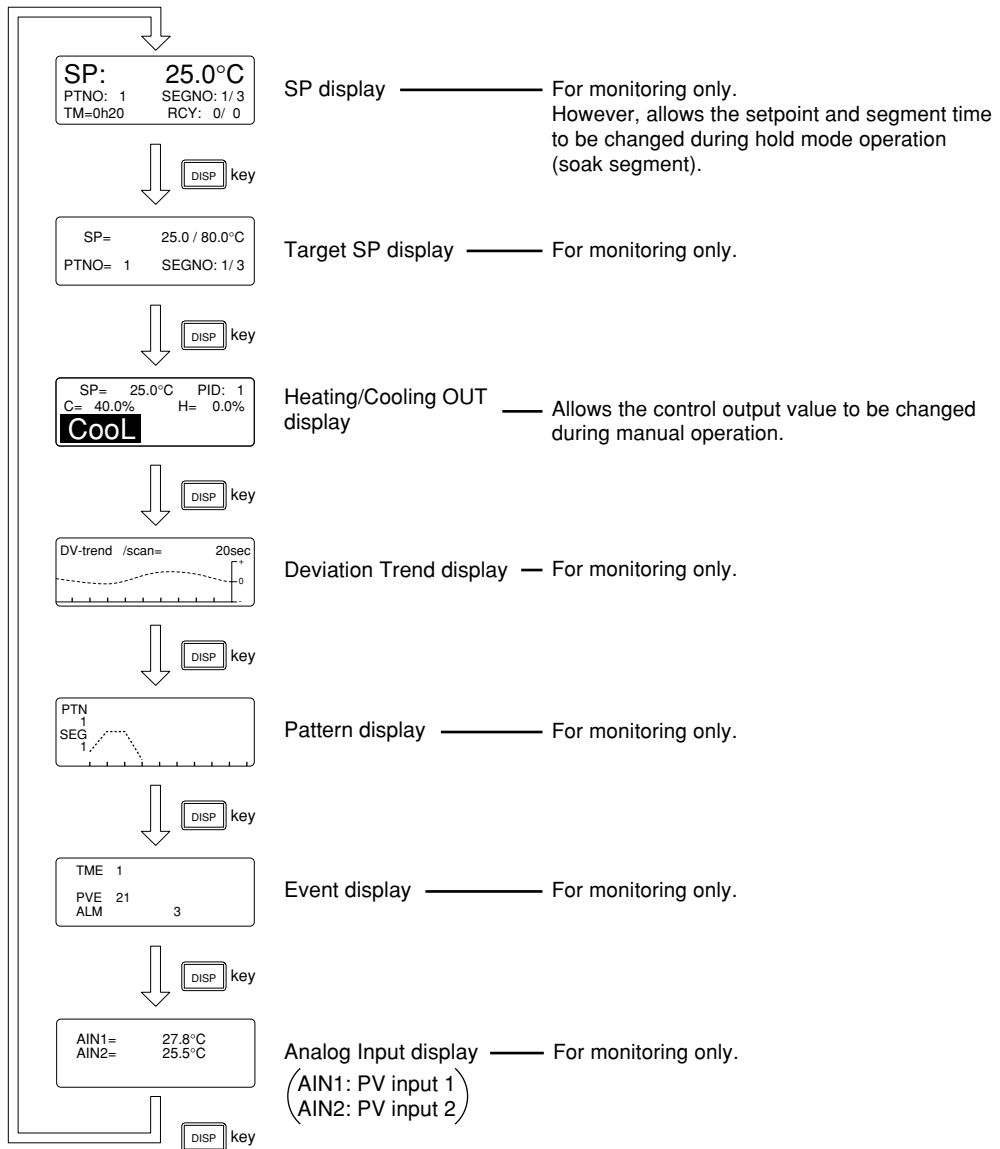 SP: 25.0°C
PTNO: 1 SEGNO: 1/ 3
TM=0h20 RCY: 0/ 0
SP display
For monitoring only.
However, allows the setpoint and segment time
to be changed during hold mode operation
(soak segment).
DISP key
SP= 25.0 / 80.0°C
PTNO= 1 SEGNO: 1/ 3
Target SP display
For monitoring only.
DISP key
SP= 25.0°C PID: 1
C= 40.0% H= 0.0%
CooL
Heating/Cooling OUT
display
Allows the control output value to be changed
during manual operation.
DISP key
DV-trend /scan= 20sec
+
0
-
Deviation Trend display
For monitoring only.
DISP key
PTN
1
SEG
1
Pattern display
For monitoring only.
DISP key
TME 1
PVE 21
ALM 3
Event display
For monitoring only.
DISP key
AIN1= 27.8°C
AIN2= 25.5°C
Analog Input display
For monitoring only.
(AIN1: PV input 1
AIN2: PV input 2)
DISP key